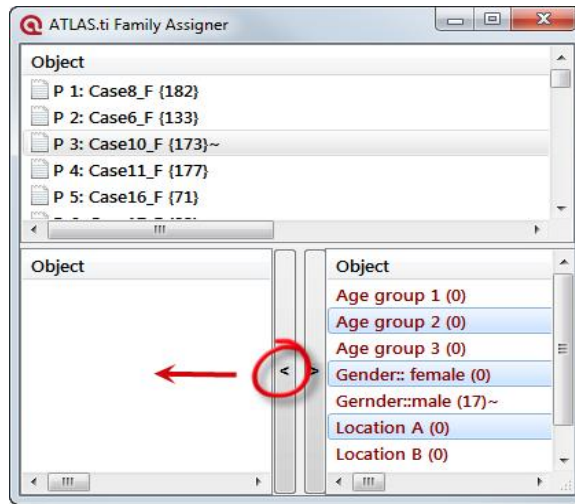 ATLAS.ti Family Assigner
Object
P 1: Case8_F {182}
P 2: Case6_F {133}
P 3: Case10_F {173}~
P 4: Case11_F {177}
P 5: Case16_F {71}
Object
<
>
Object
Age group 1 (0)
Age group 2 (0)
Age group 3 (0)
Gender:: female (0)
Gernder::male (17)~
Location A (0)
Location B (0)